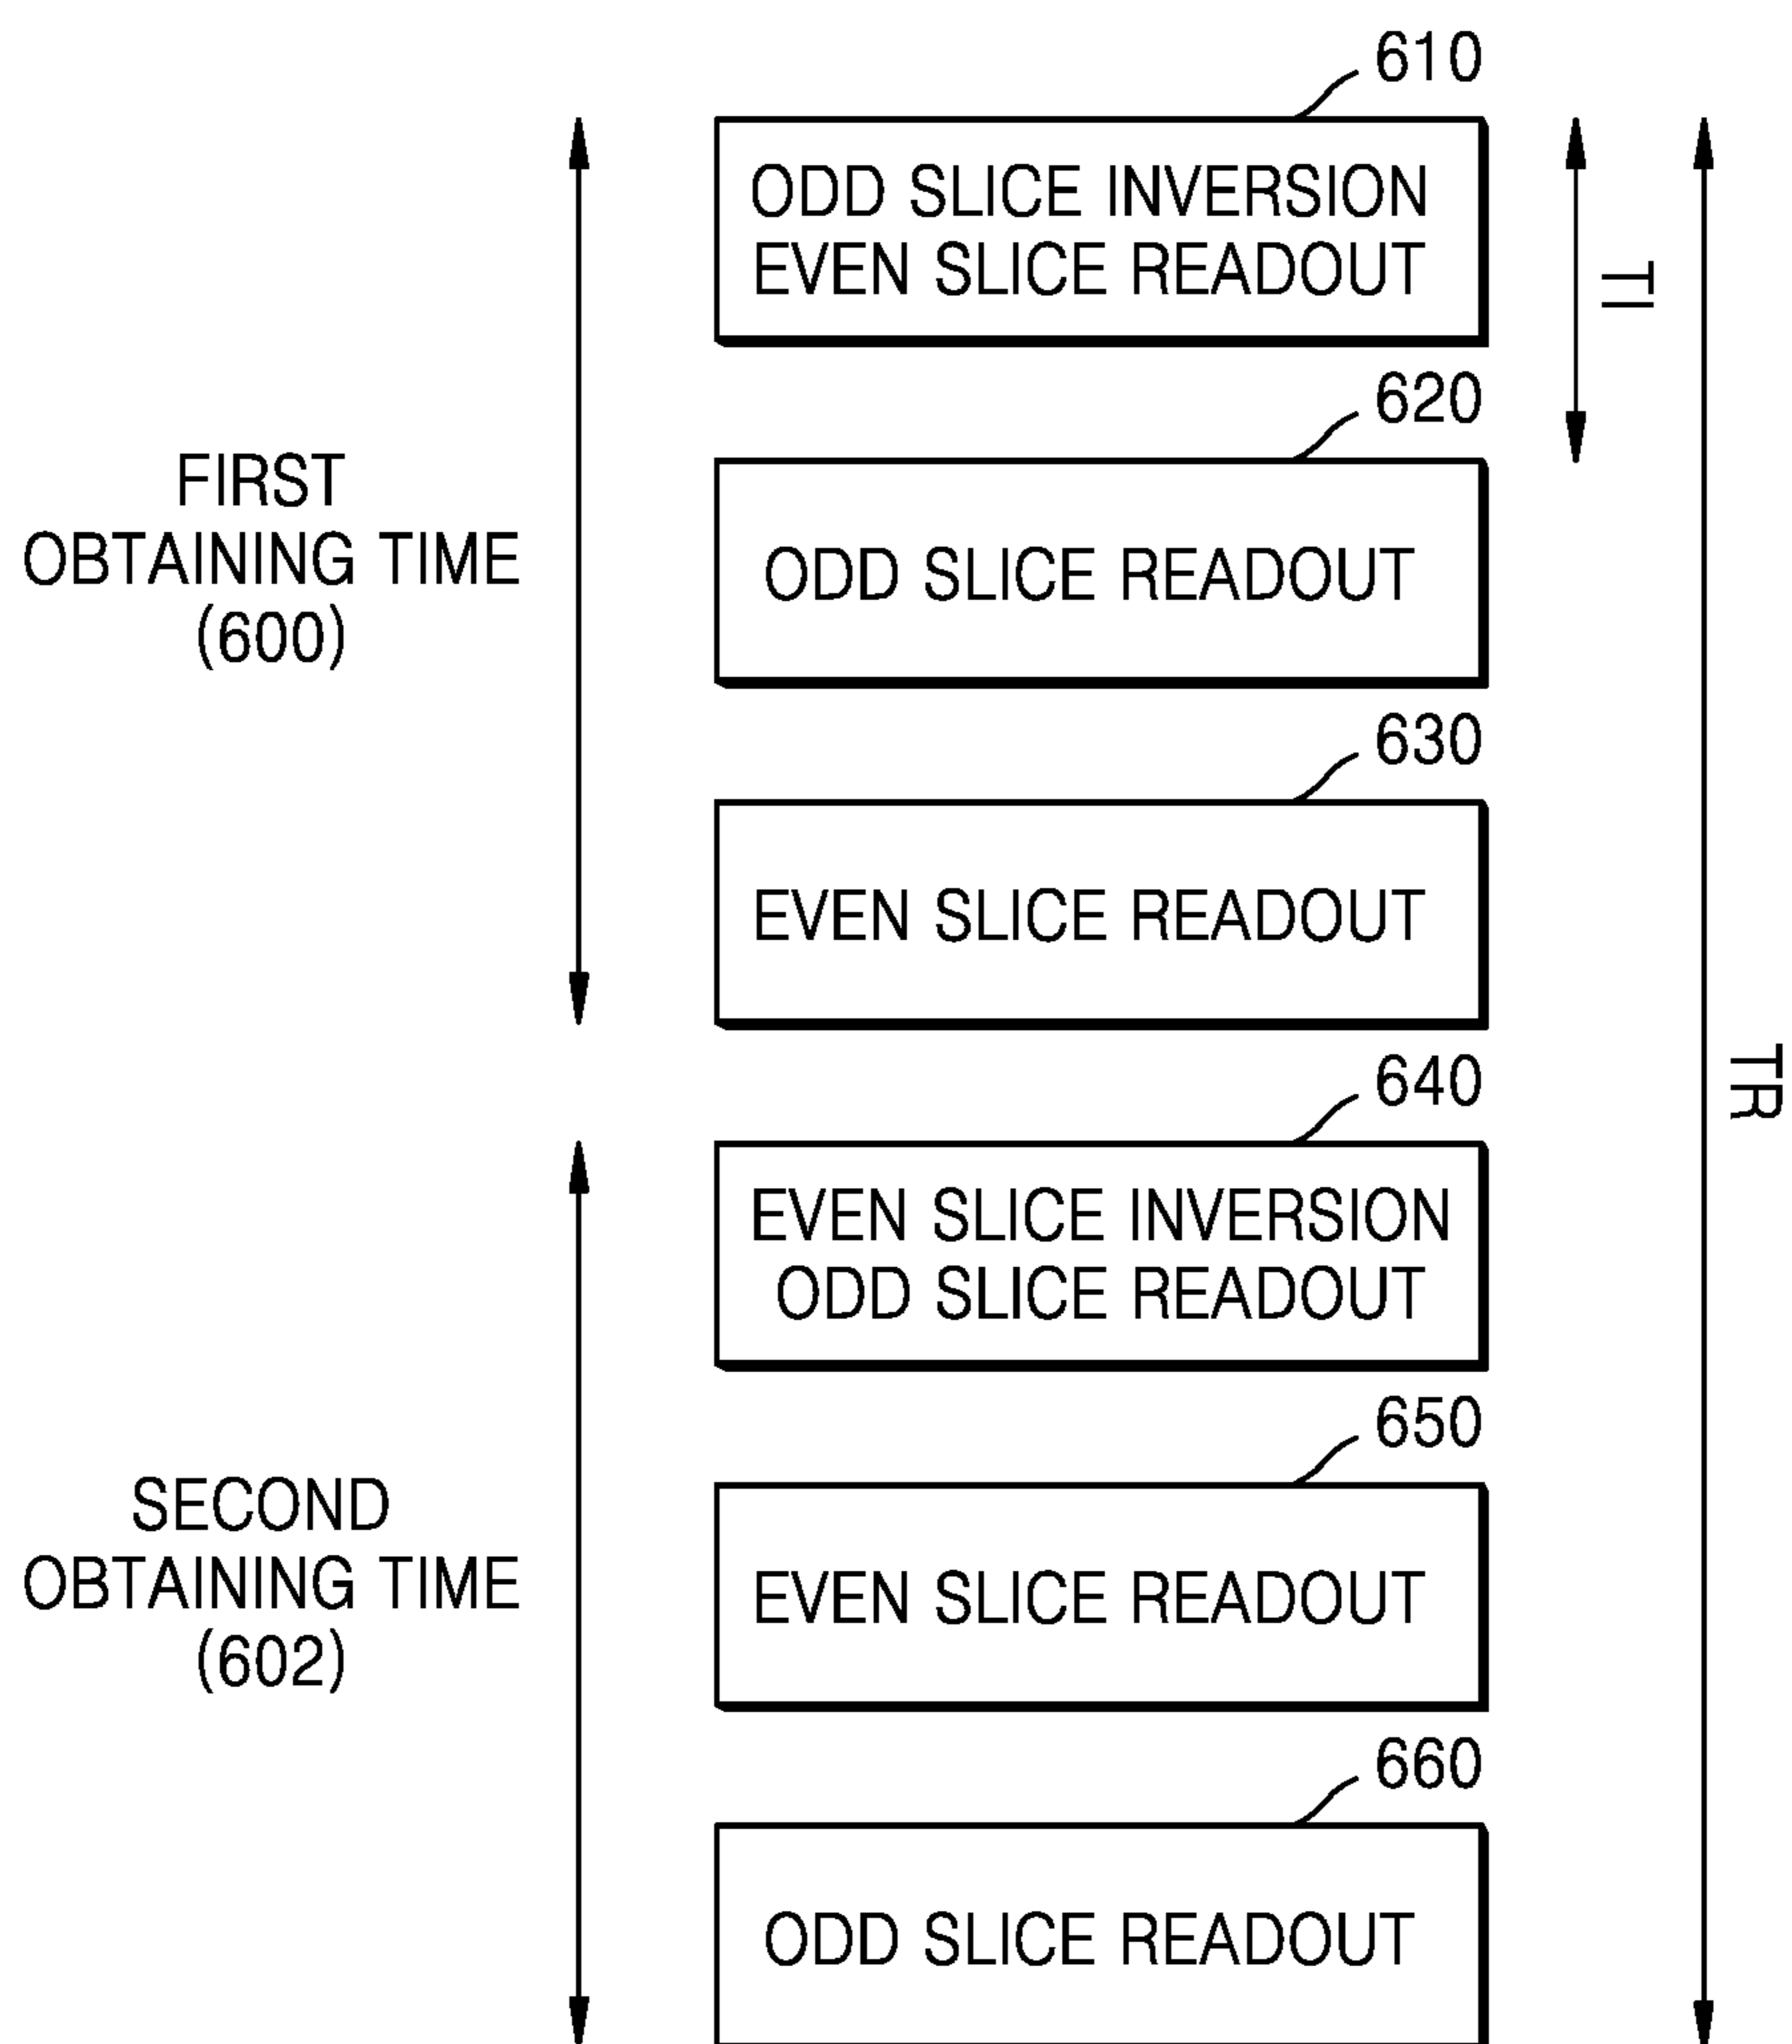 610
ODD SLICE INVERSION
EVEN SLICE READOUT
TI
620
ODD SLICE READOUT
FIRST
OBTAINING TIME
(600)
630
EVEN SLICE READOUT
TR
640
EVEN SLICE INVERSION
ODD SLICE READOUT
650
EVEN SLICE READOUT
SECOND
OBTAINING TIME
(602)
660
ODD SLICE READOUT